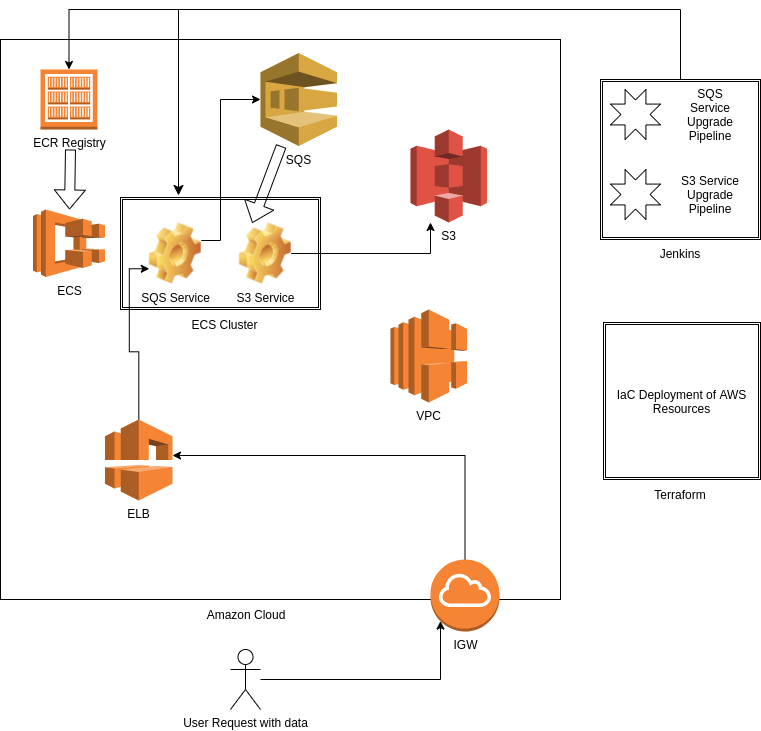 ECR Registry
SQS
S3
ECS
SQS Service
S3 Service
ECS Cluster
VPC
ELB
Amazon Cloud
IGW
User Request with data
SQS
Service
Upgrade
Pipeline
S3 Service
Upgrade
Pipeline
Jenkins
IaC Deployment of AWS
Resources
Terraform